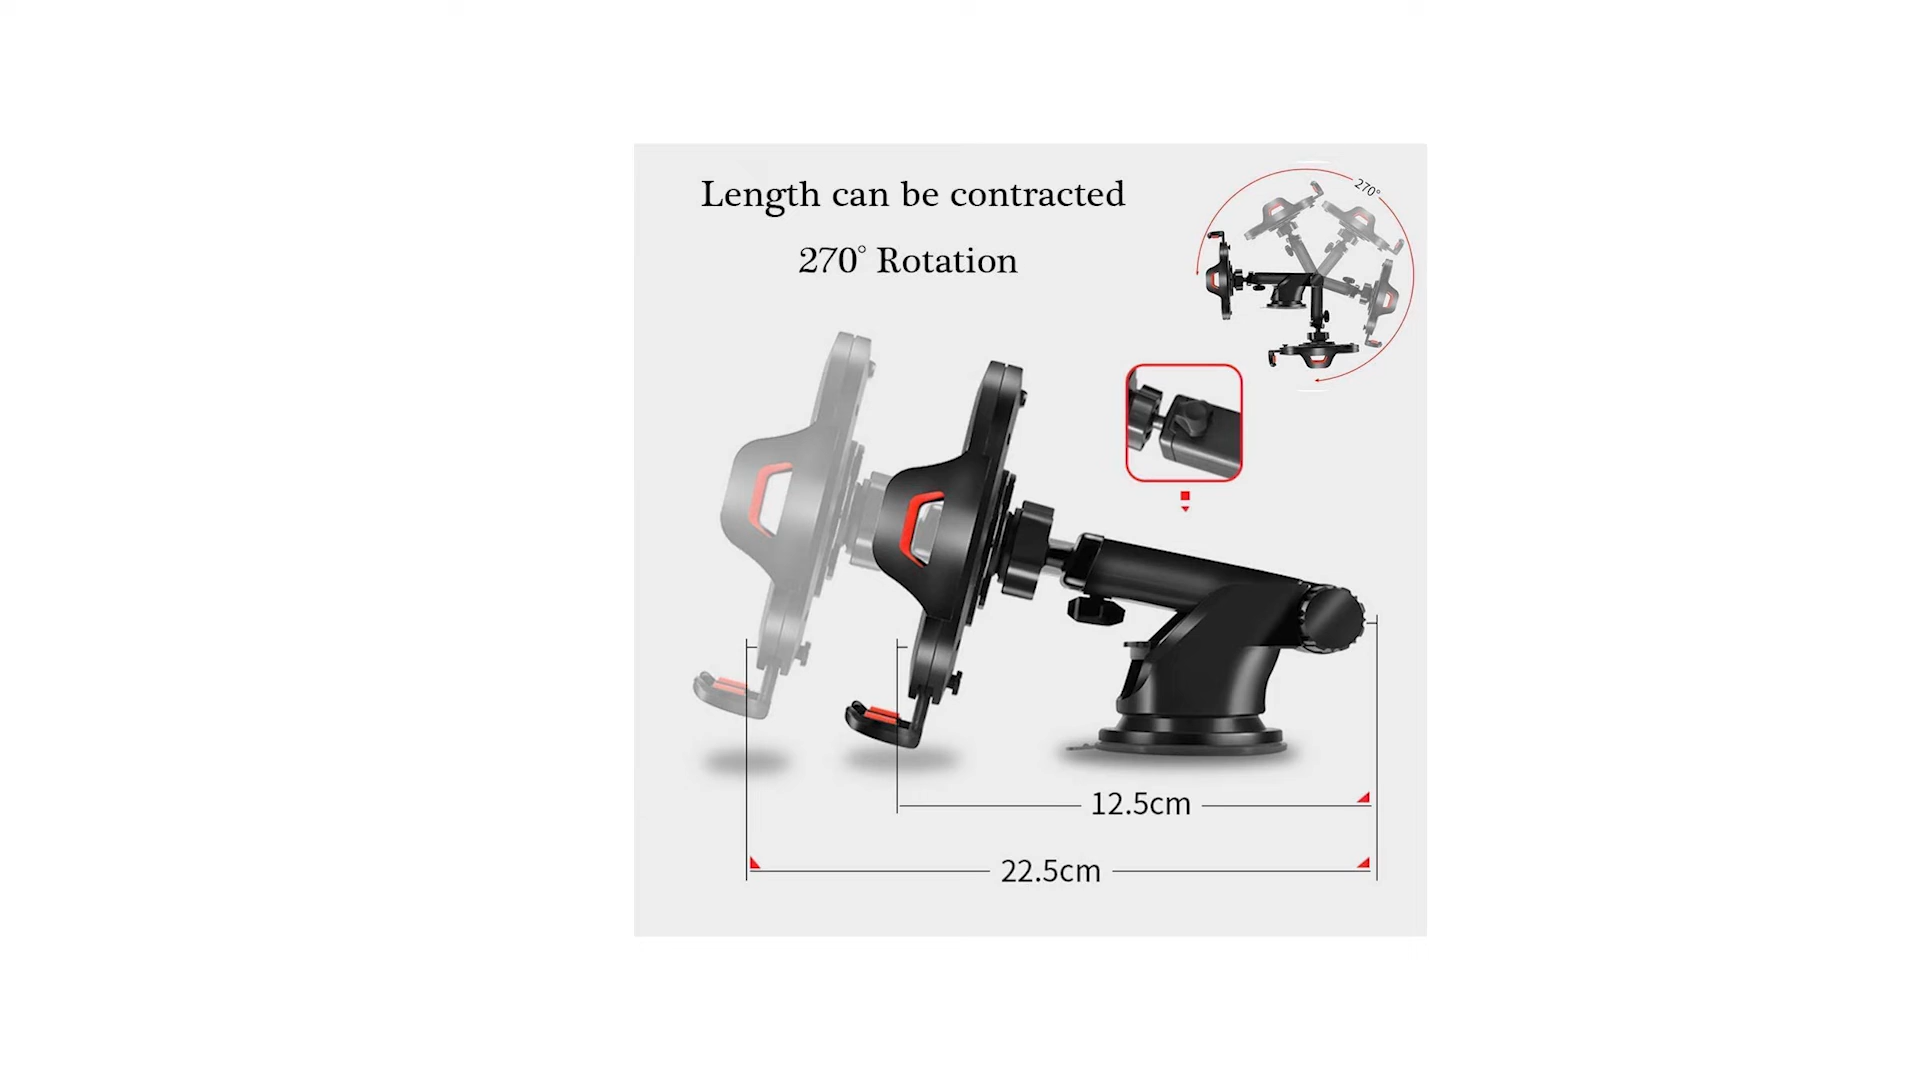 Length can be contracted
270° Rotation
270°
12.5cm
22.5cm